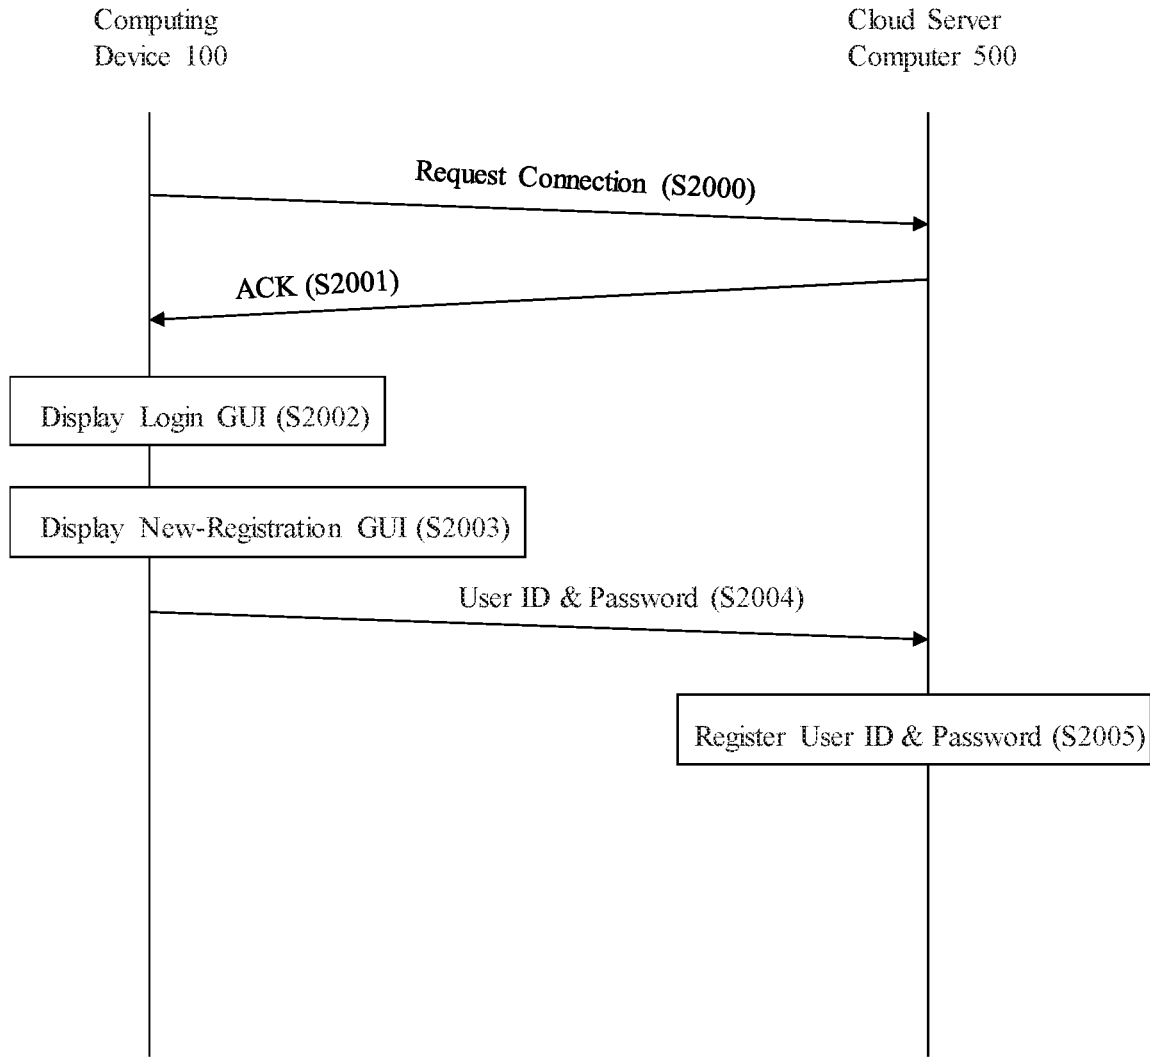 Computing
Device 100
Cloud Server
Computer 500
Request Connection (S2000)
ACK (S2001)
Display Login GUI (S2002)
Display New-Registration GUI (S2003)
User ID & Password (S2004)
Register User ID & Password (S2005)